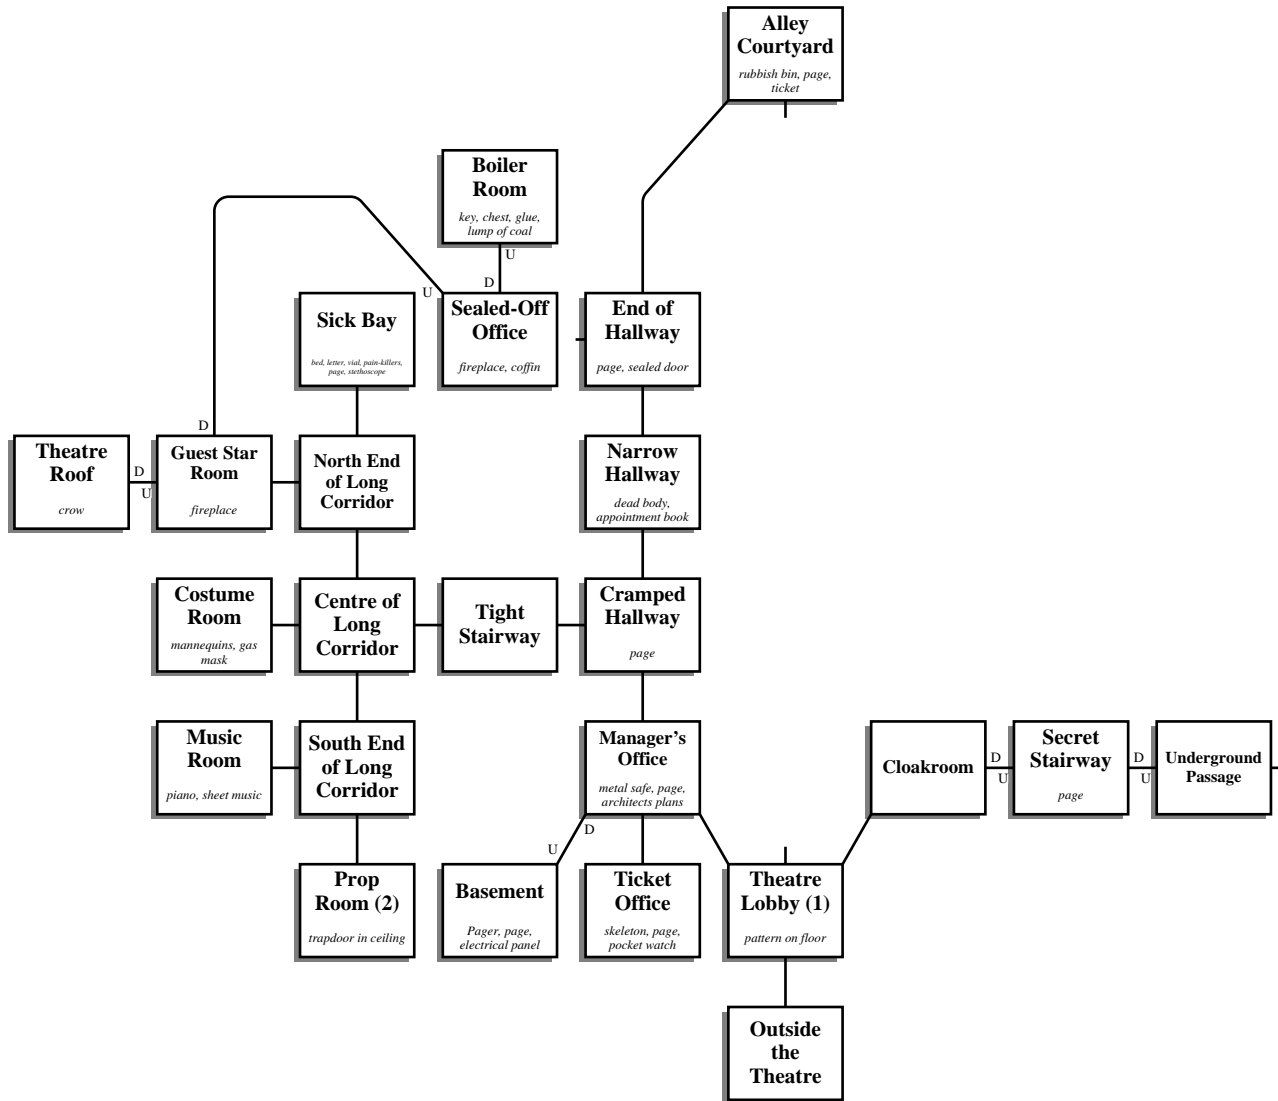 Alley
Courtyard
rubbish bin, page,
ticket
Boiler
Room
key, chest, glue,
lump of coal
U
D
U
Sick Bay
bed, letter, vial, pain-killers,
page, stethoscope
Sealed-Off
Office
fireplace, coffin
End of
Hallway
page, sealed door
D
Theatre
Roof
crow
D
U
Guest Star
Room
fireplace
North End
of Long
Corridor
Narrow
Hallway
dead body,
appointment book
Costume
Room
mannequins, gas
mask
Centre of
Long
Corridor
Tight
Stairway
Cramped
Hallway
page
Music
Room
piano, sheet music
South End
of Long
Corridor
Manager's
Office
metal safe, page,
architects plans
Cloakroom
D
U
Secret
Stairway
page
D
U
Underground
Passage
D
U
Prop
Room (2)
trapdoor in ceiling
Basement
Pager, page,
electrical panel
Ticket
Office
skeleton, page,
pocket watch
Theatre
Lobby (1)
pattern on floor
Outside
the
Theatre